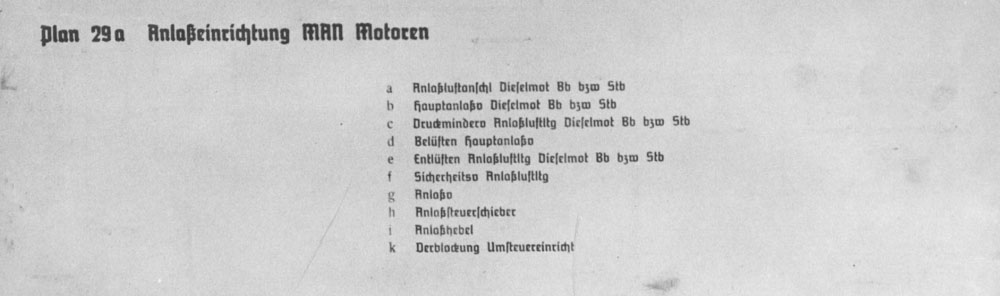 Plan 29a Anlaßeinrichtung MAN Motoren
a Anlaßluftanschl Dieselmot Bb bzw Stb
b Hauptanlaßv Dieselmot Bb bzw Stb
c Druckminderv Anlaßluftltg Dieselmot Bb bzw Stb
d Belüften Hauptanlaßv
e Entlüften Anlaßluftltg Dieselmot Bb bzw Stb
f Sicherheitsv Anlaßluftltg
g Anlaßv
h Anlaßsteuerschieber
i Anlaßhebel
k Verblockung Umsteuereinricht